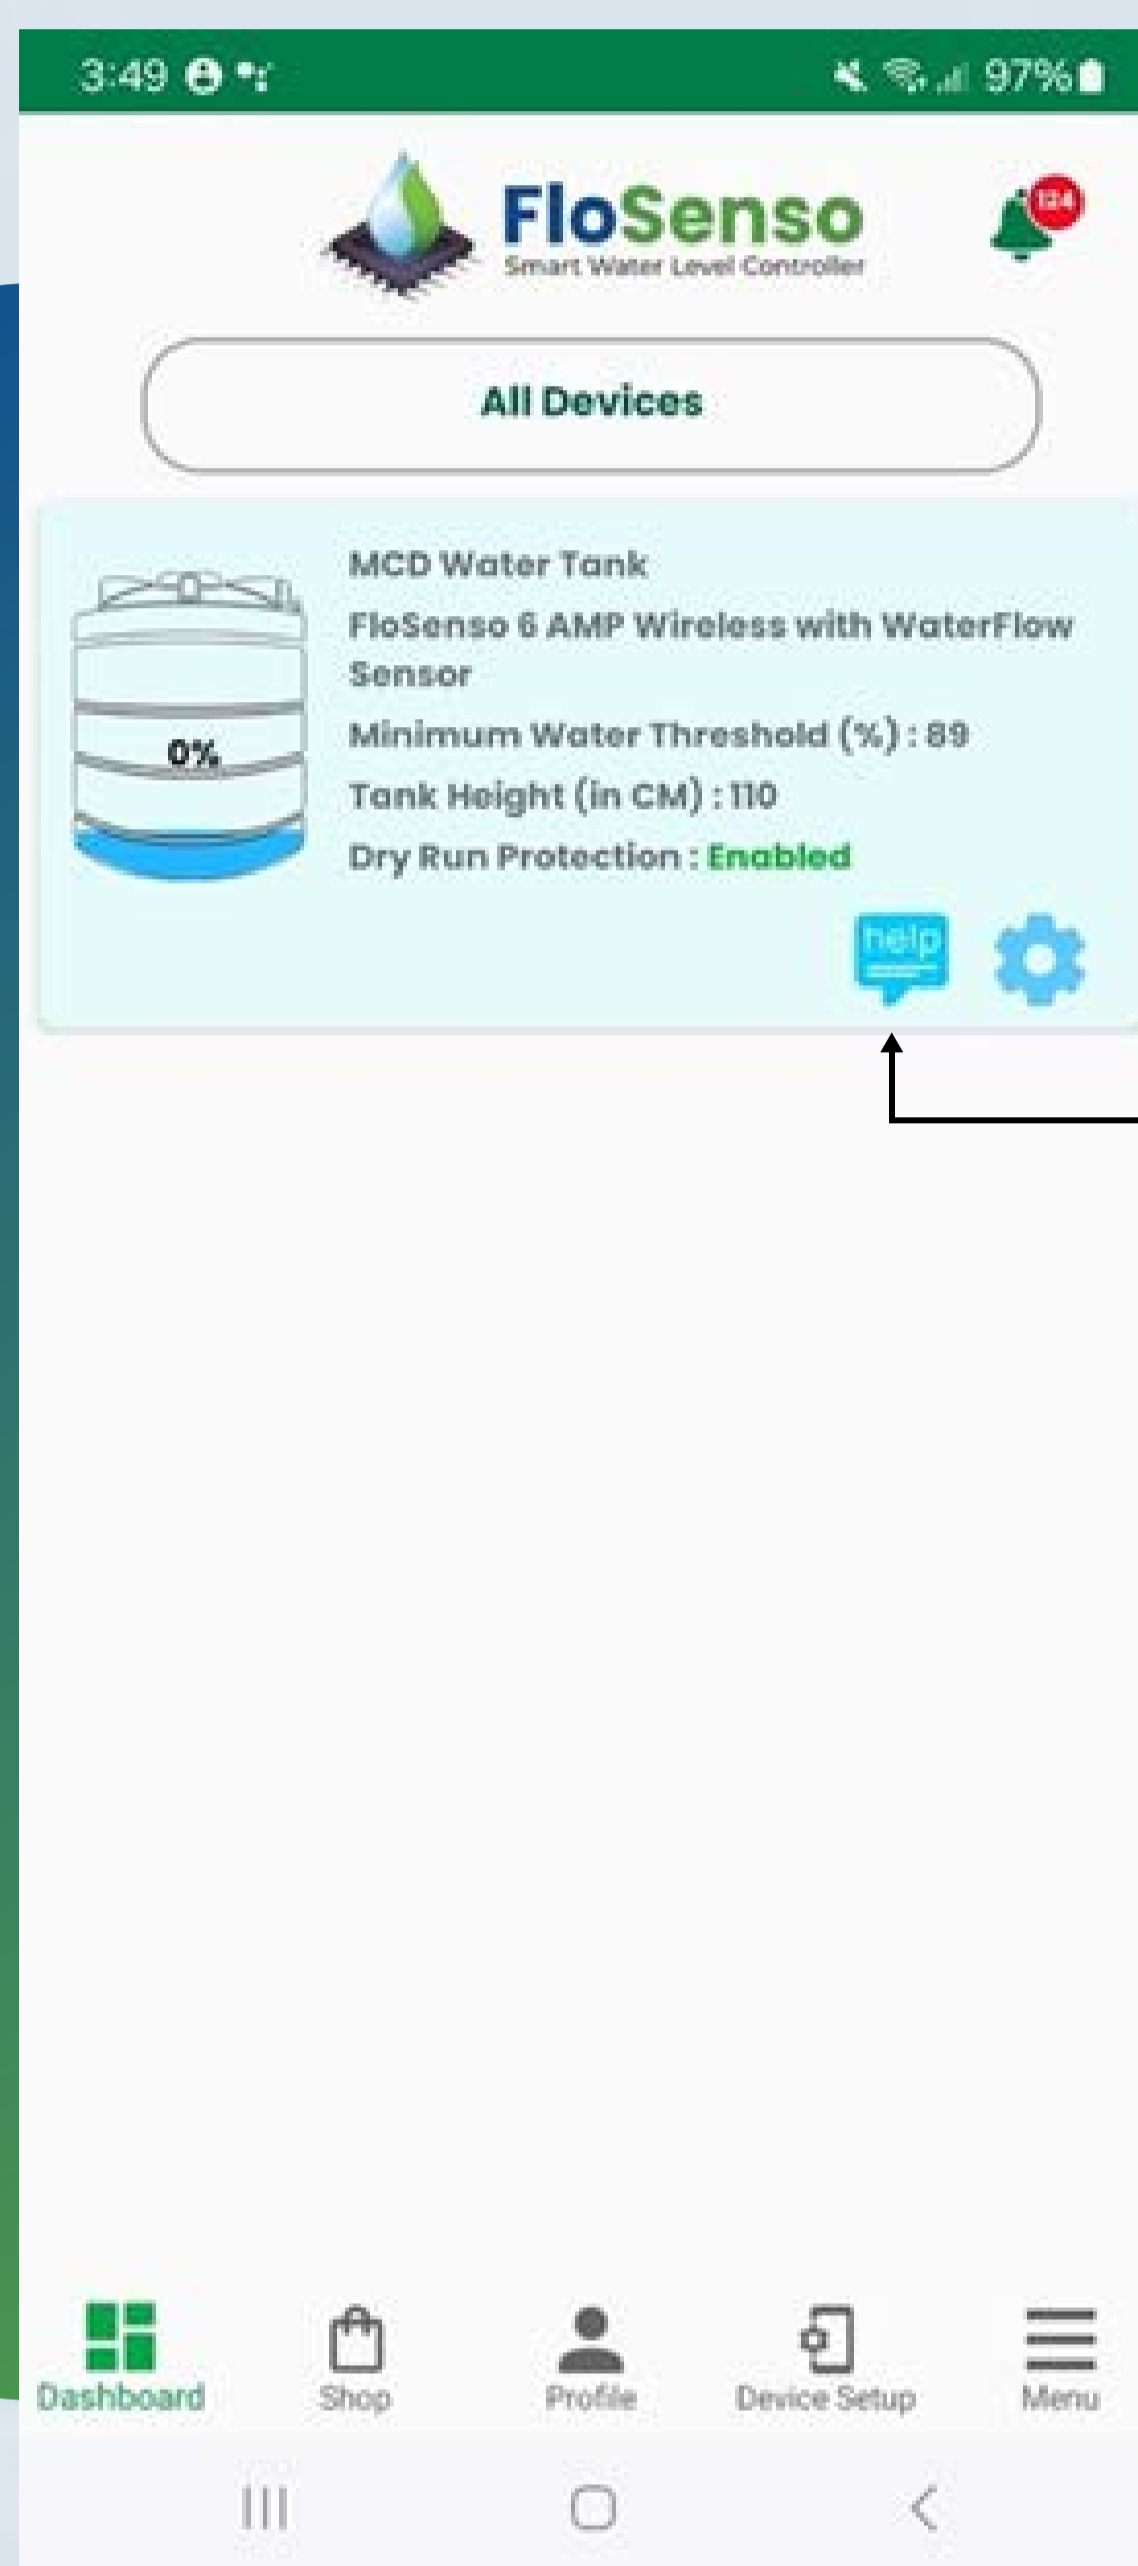 3:49
97%
FloSenso
Smart Water Level Controller
124
All Devices
MCD Water Tank
FloSenso 6 AMP Wireless with WaterFlow
Sensor
Minimum Water Threshold (%) : 89
0%
Tank Height (in CM) : 110
Dry Run Protection : Enabled
help
Dashboard
Shop
Profile
Device Setup
Menu